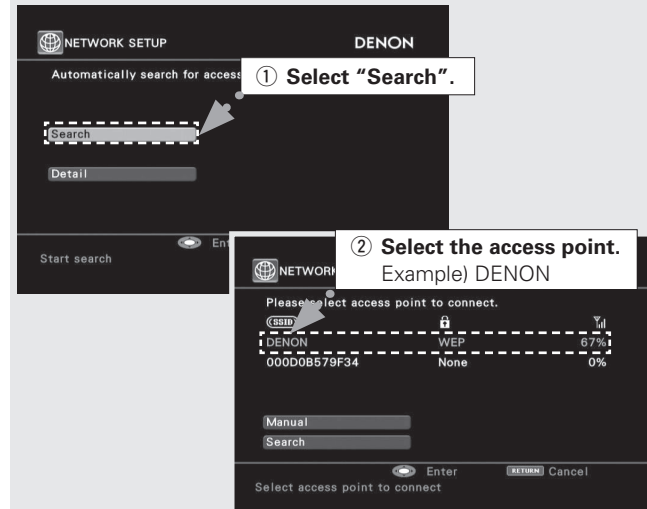 NETWORK SETUP
DENON
Automatically search for access
① Select “Search”.
Search
Detail
Start search
② Select the access point.
Example) DENON
Please select access point to connect.
SSID
DENON WEP 67%
000D0B579F34 None 0%
Manual
Search
Enter RETURN Cancel
Select access point to connect